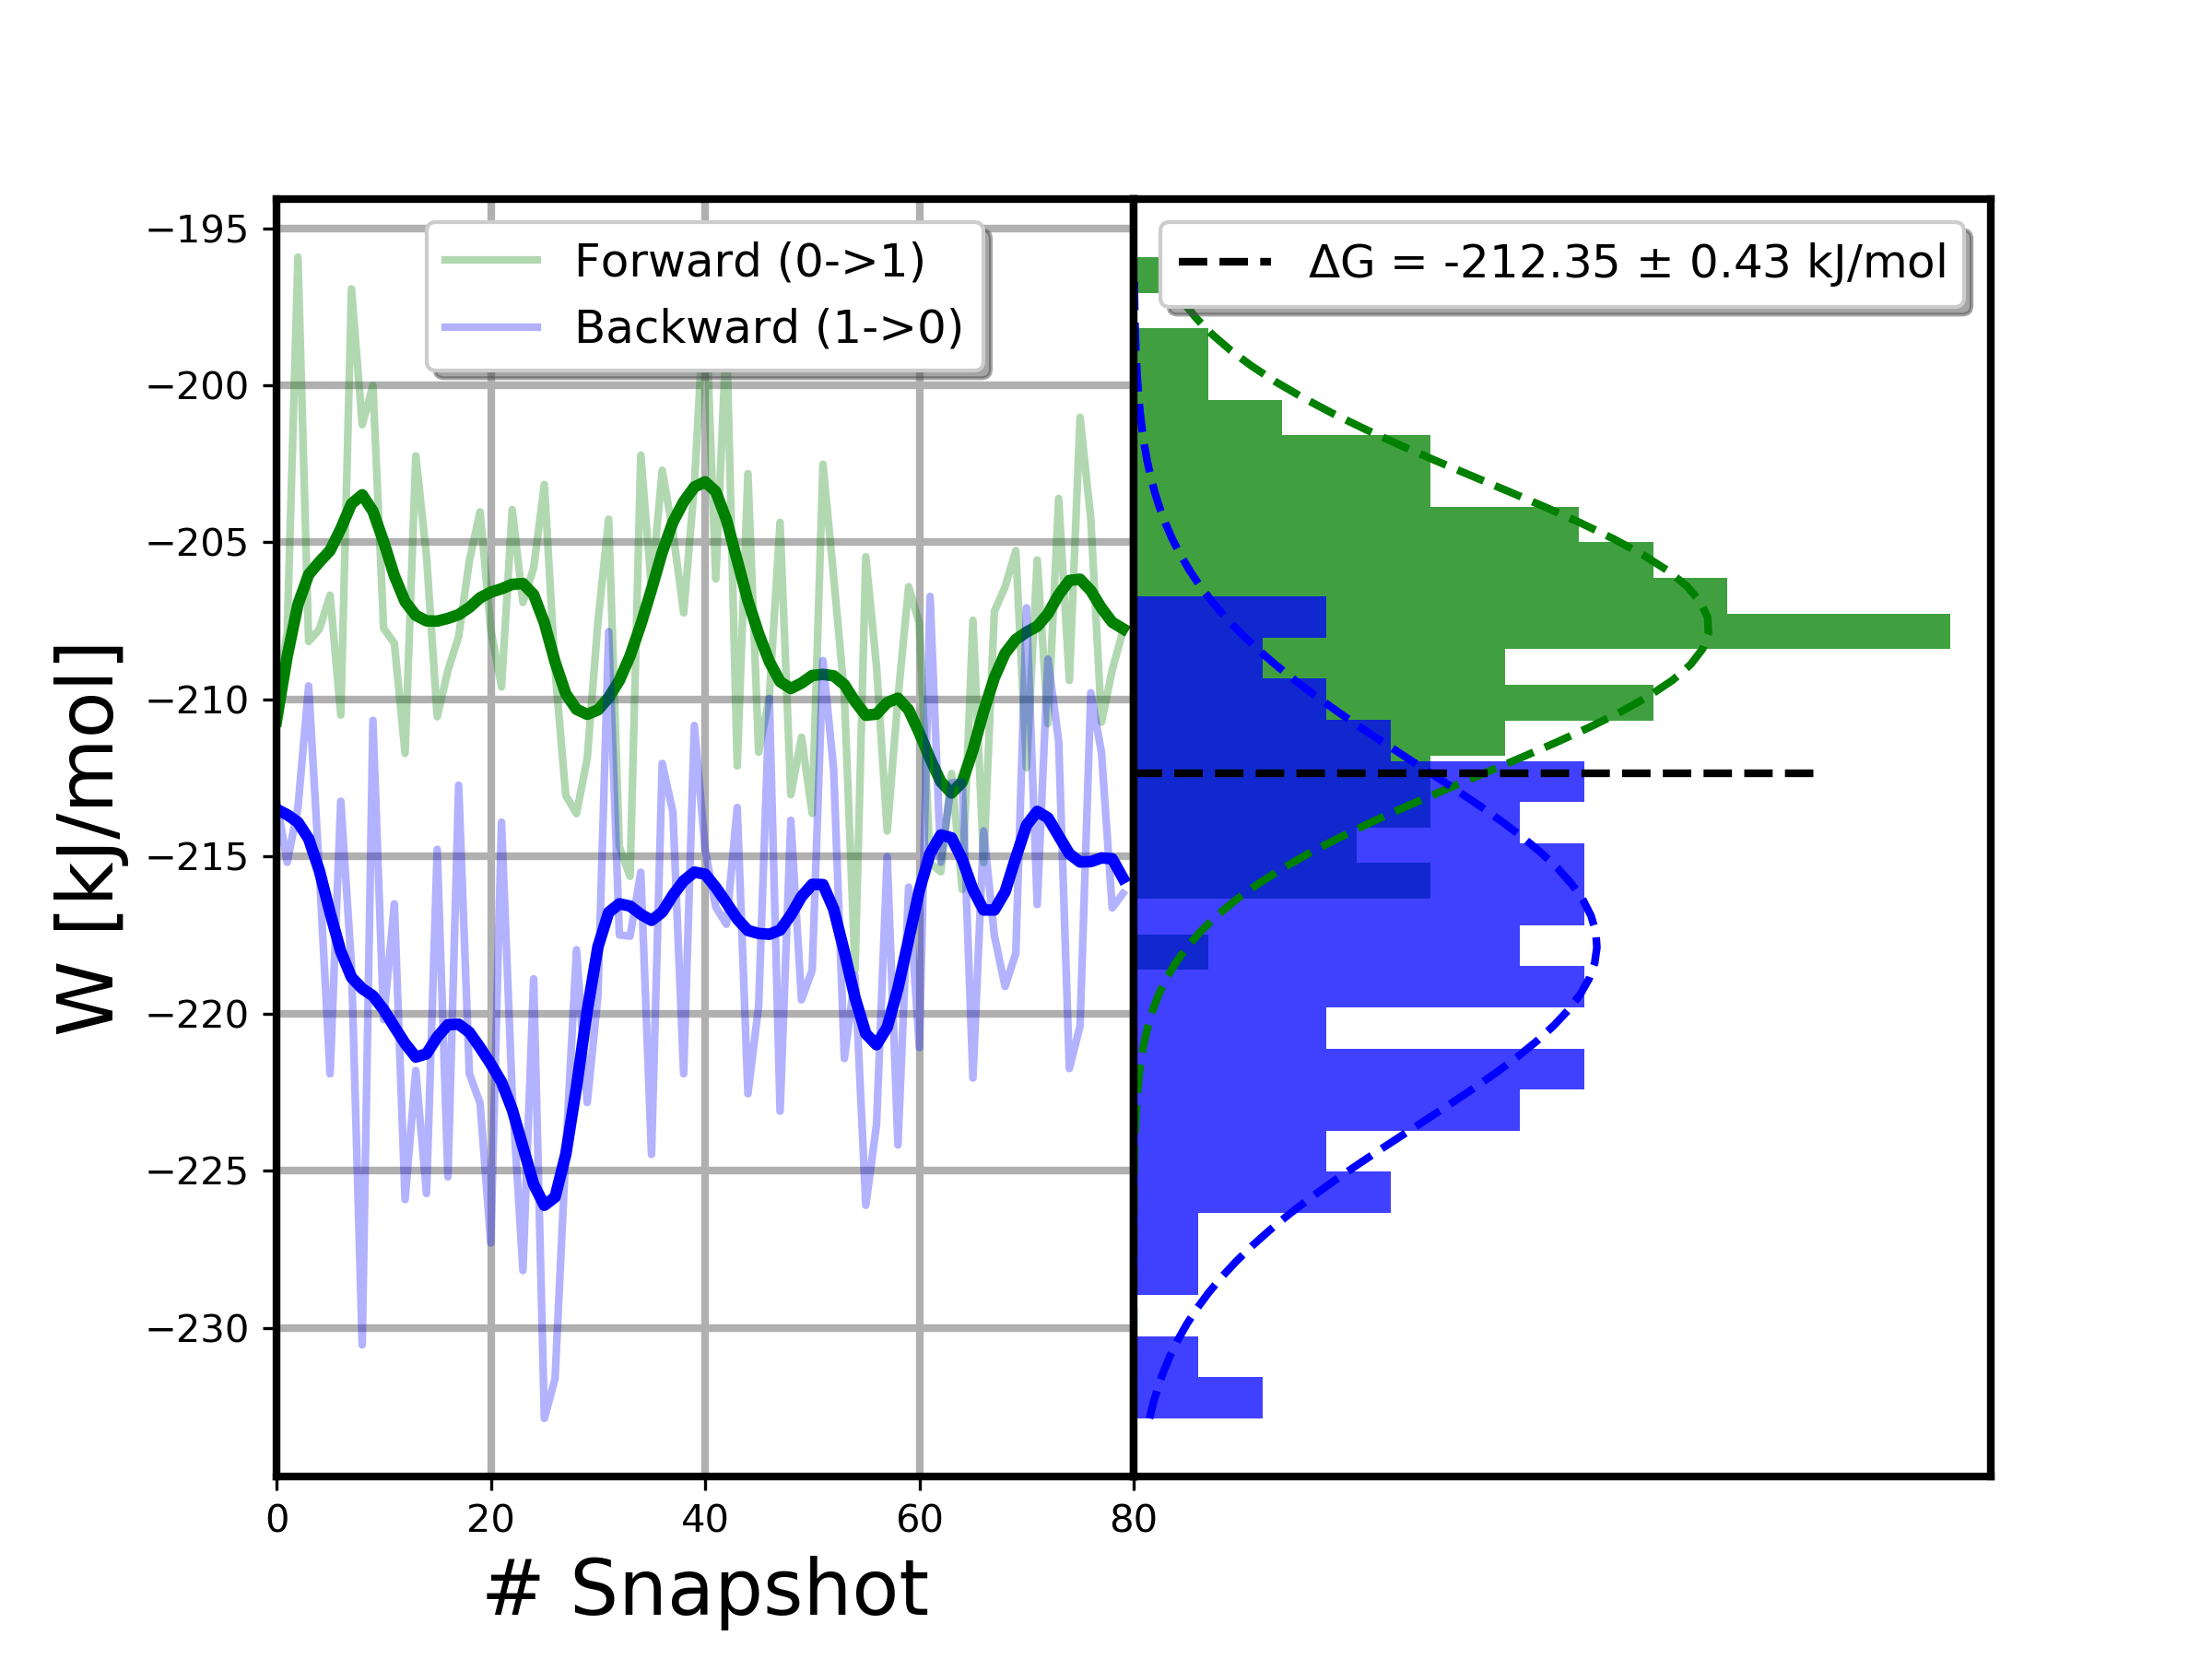 Forward (0->1)
Backward (1->0)
ΔG = -212.35 ± 0.43 kJ/mol
−195
−200
−205
−210
−215
−220
−225
−230
W [kJ/mol]
0 20 40 60 80
# Snapshot